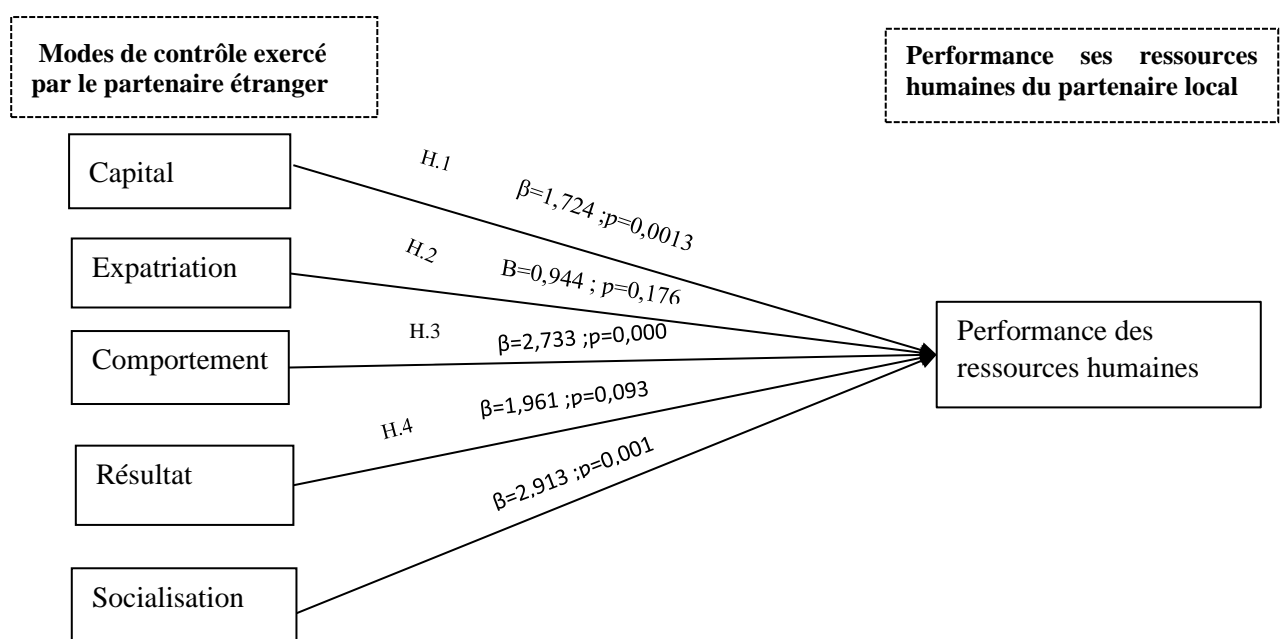 Modes de contrôle exercé
par le partenaire étranger
Performance ses ressources
humaines du partenaire local
Capital
H.1
β=1,724 ;p=0,0013
Expatriation
H.2
B=0,944 ; p=0,176
Comportement
H.3
β=2,733 ;p=0,000
Performance des
ressources humaines
Résultat
H.4
β=1,961 ;p=0,093
Socialisation
β=2,913 ;p=0,001